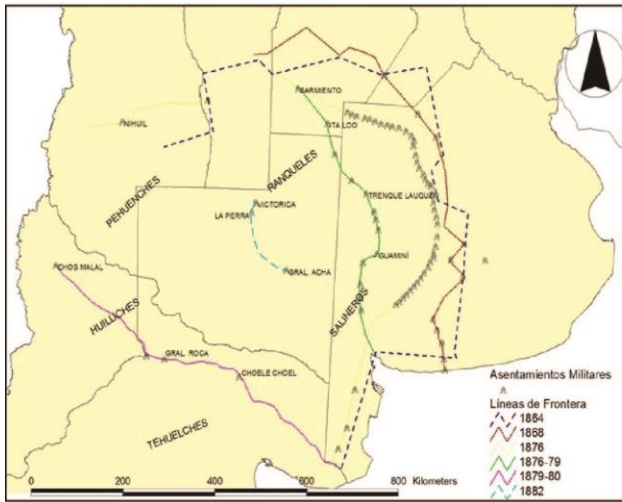 SARMIENTO
ITA LOO
NIHUIL
RANQUELES
TRENQUE LAUQUE
PEHUENCHES
VICTORICA
LA PERRA
GUAMINÍ
CHOS MALAL
GRAL ACHA
SALINEROS
HUILLICHES
GRAL ROCA
CHOELE CHOEL
TEHUELCHES
Asentamientos Militares
Líneas de Frontera
1864
1868
1876
1876-79
1879-80
1882
0 200 400 600 800 Kilometers